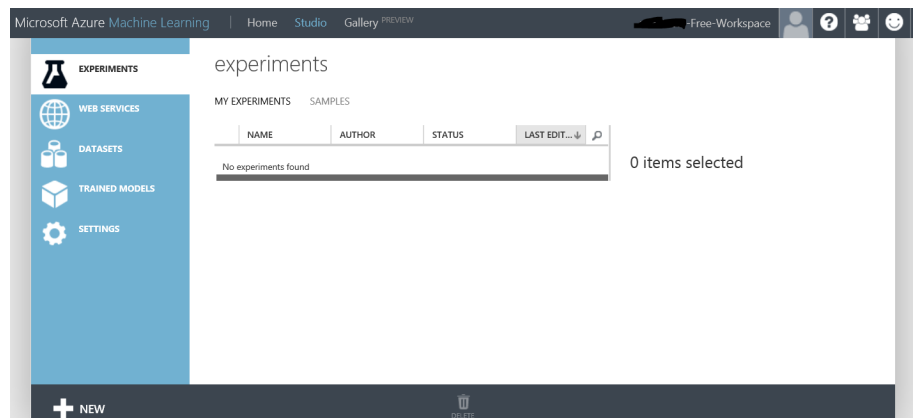 Microsoft Azure Machine Learning | Home Studio Gallery PREVIEW -Free-Workspace ?
EXPERIMENTS
WEB SERVICES
DATASETS
TRAINED MODELS
SETTINGS
experiments
MY EXPERIMENTS SAMPLES
NAME AUTHOR STATUS LAST EDIT...
No experiments found
0 items selected
NEW DELETE